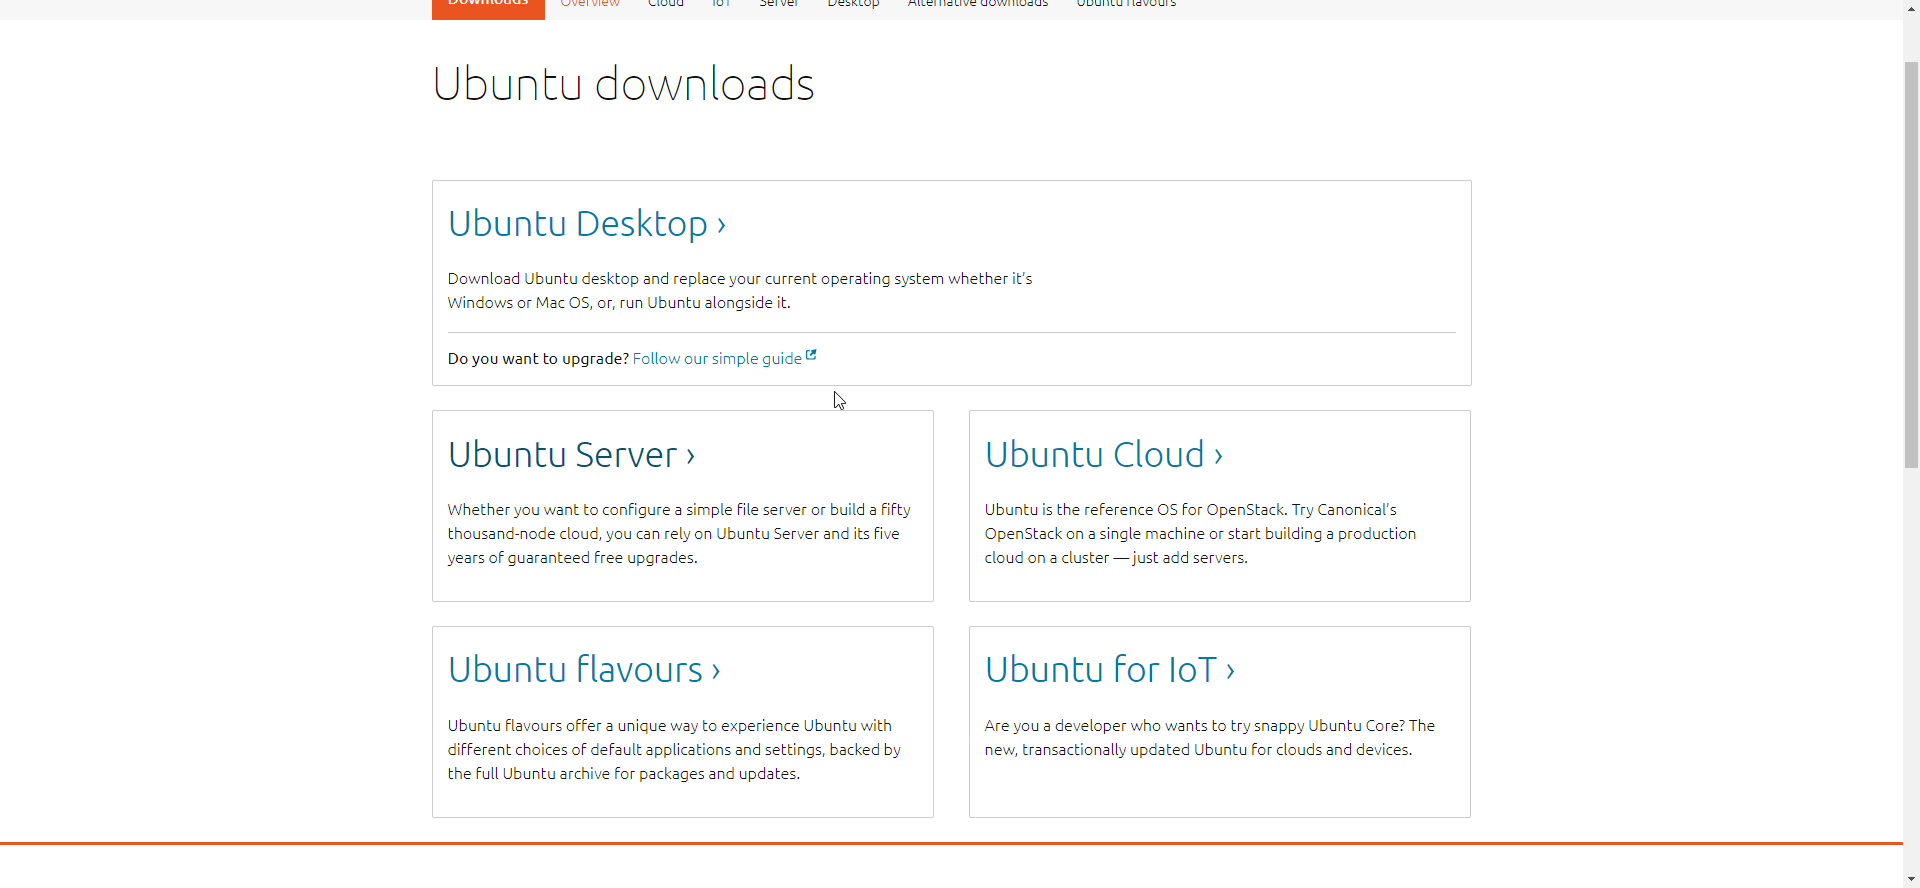 Downloads Overview Cloud IoT Server Desktop Alternative downloads Ubuntu flavours
Ubuntu downloads
Ubuntu Desktop ›
Download Ubuntu desktop and replace your current operating system whether it's
Windows or Mac OS, or, run Ubuntu alongside it.
Do you want to upgrade? Follow our simple guide
Ubuntu Server ›
Whether you want to configure a simple file server or build a fifty
thousand-node cloud, you can rely on Ubuntu Server and its five
years of guaranteed free upgrades.
Ubuntu Cloud ›
Ubuntu is the reference OS for OpenStack. Try Canonical's
OpenStack on a single machine or start building a production
cloud on a cluster — just add servers.
Ubuntu flavours ›
Ubuntu flavours offer a unique way to experience Ubuntu with
different choices of default applications and settings, backed by
the full Ubuntu archive for packages and updates.
Ubuntu for IoT ›
Are you a developer who wants to try snappy Ubuntu Core? The
new, transactionally updated Ubuntu for clouds and devices.